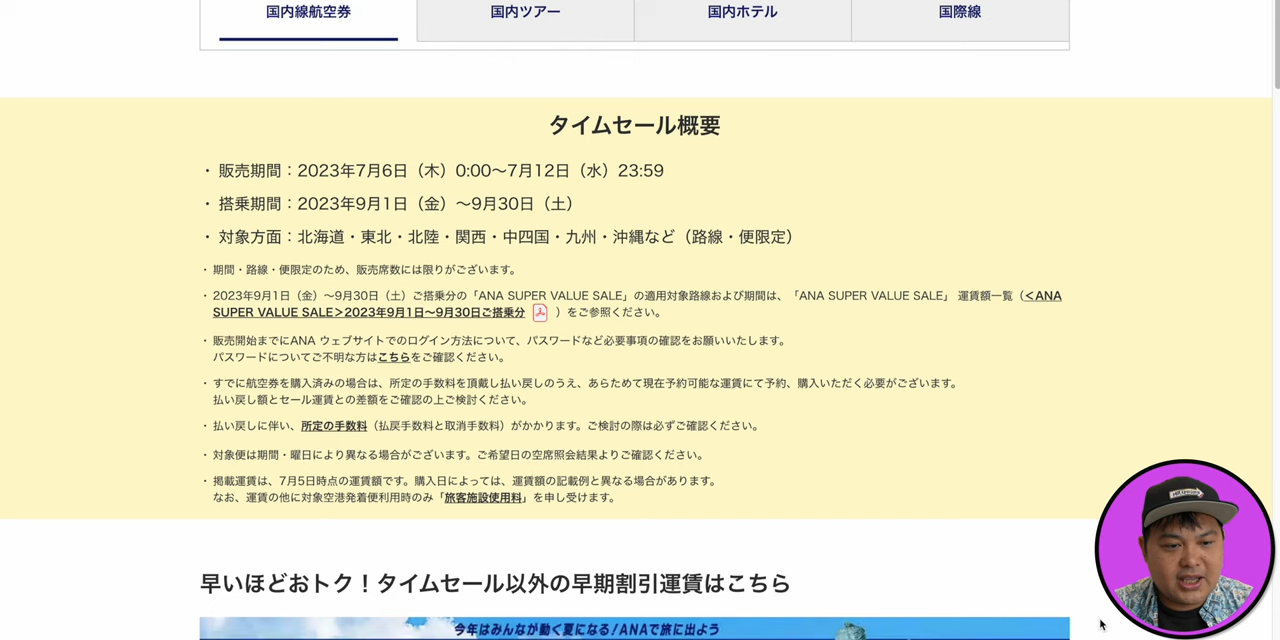 国内線航空券
国内ツアー
国内ホテル
国際線
タイムセール概要
・ 販売期間：2023年7月6日（木）0:00〜7月12日（水）23:59
・ 搭乗期間：2023年9月1日（金）〜9月30日（土）
・ 対象方面：北海道・東北・北陸・関西・中四国・九州・沖縄など（路線・便限定）
・ 期間・路線・便限定のため、販売席数には限りがございます。
・ 2023年9月1日（金）〜9月30日（土）ご搭乗分の「ANA SUPER VALUE SALE」の適用対象路線および期間は、「ANA SUPER VALUE SALE」 運賃額一覧（＜ANA
SUPER VALUE SALE＞2023年9月1日〜9月30日ご搭乗分 ）をご参照ください。
・ 販売開始までにANA ウェブサイトでのログイン方法について、パスワードなど必要事項の確認をお願いいたします。
パスワードについてご不明な方はこちらをご確認ください。
・ すでに航空券を購入済みの場合は、所定の手数料を頂戴し払い戻しのうえ、あらためて現在予約可能な運賃にて予約、購入いただく必要がございます。
払い戻し額とセール運賃との差額をご確認の上ご検討ください。
・ 払い戻しに伴い、所定の手数料（払戻手数料と取消手数料）がかかります。ご検討の際は必ずご確認ください。
・ 対象便は期間・曜日により異なる場合がございます。ご希望日の空席照会結果よりご確認ください。
・ 掲載運賃は、7月5日時点の運賃額です。購入日によっては、運賃額の記載例と異なる場合があります。
なお、運賃の他に対象空港発着便利用時のみ「旅客施設使用料」を申し受けます。
早いほどおトク！タイムセール以外の早期割引運賃はこちら
今年はみんなが動く夏になる！ANAで旅に出よう